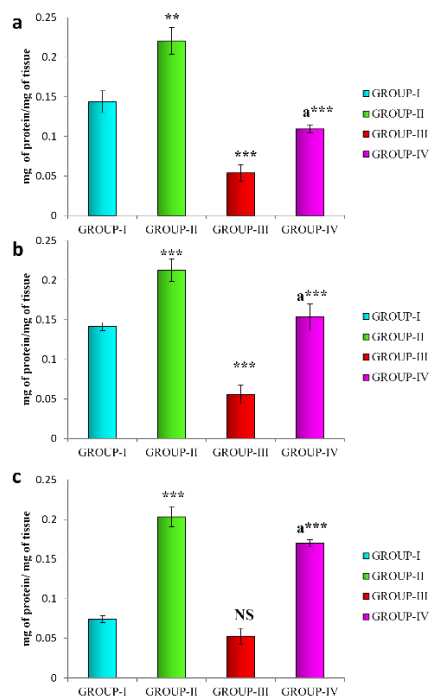 a
0.25
0.2
0.15
0.1
0.05
0
mg of protein/mg of tissue
**
***
a***
GROUP-I
GROUP-II
GROUP-III
GROUP-IV
GROUP-I
GROUP-II
GROUP-III
GROUP-IV
b
0.25
0.2
0.15
0.1
0.05
0
mg of protein/mg of tissue
***
***
a***
GROUP-I
GROUP-II
GROUP-III
GROUP-IV
GROUP-I
GROUP-II
GROUP-III
GROUP-IV
c
0.25
0.2
0.15
0.1
0.05
0
mg of protein/ mg of tissue
***
NS
a***
GROUP-I
GROUP-II
GROUP-III
GROUP-IV
GROUP-I
GROUP-II
GROUP-III
GROUP-IV